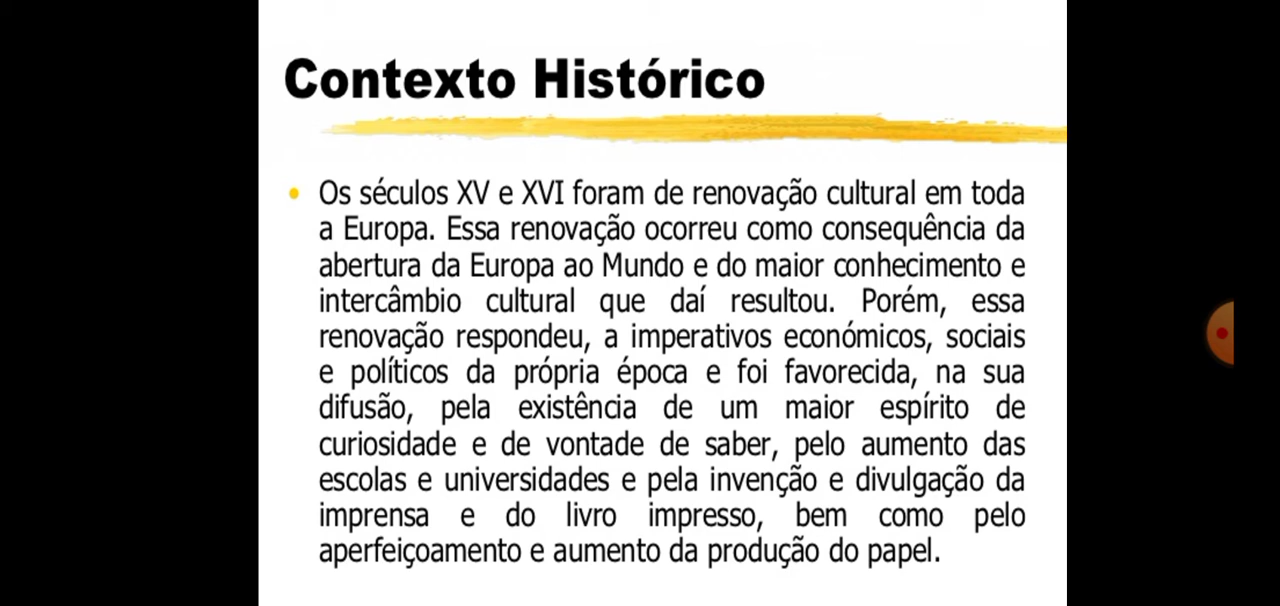 Contexto Histórico
• Os séculos XV e XVI foram de renovação cultural em toda
a Europa. Essa renovação ocorreu como consequência da
abertura da Europa ao Mundo e do maior conhecimento e
intercâmbio cultural que daí resultou. Porém, essa
renovação respondeu, a imperativos económicos, sociais
e políticos da própria época e foi favorecida, na sua
difusão, pela existência de um maior espírito de
curiosidade e de vontade de saber, pelo aumento das
escolas e universidades e pela invenção e divulgação da
imprensa e do livro impresso, bem como pelo
aperfeiçoamento e aumento da produção do papel.